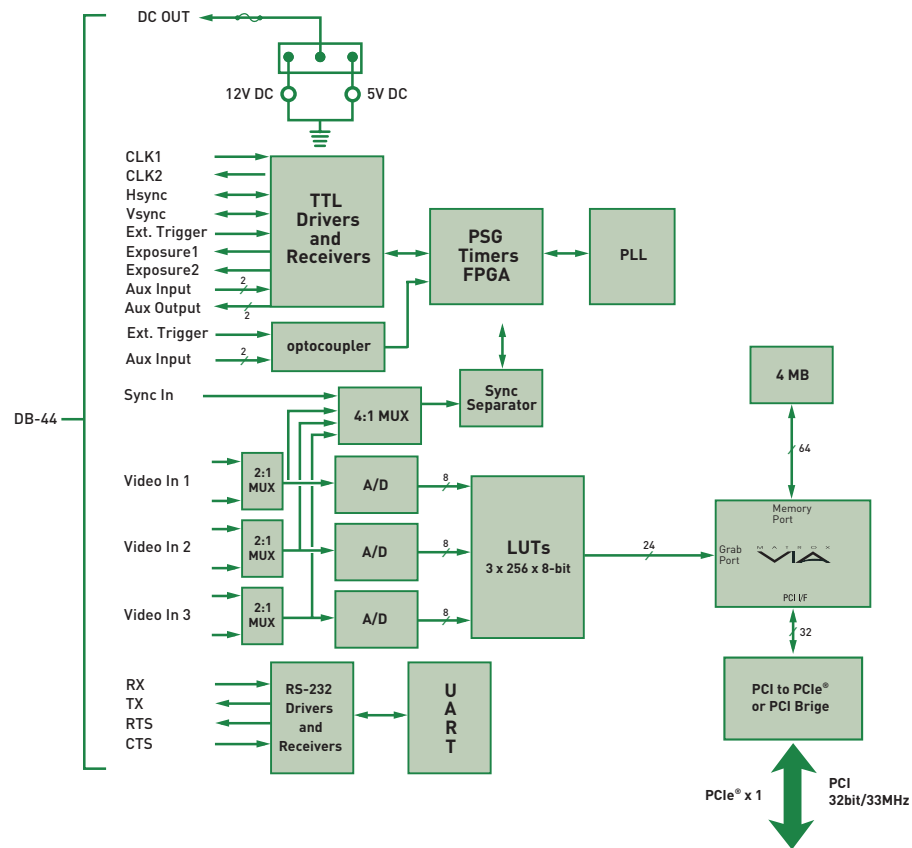 DC OUT
12V DC
5V DC
CLK1
CLK2
Hsync
Vsync
Ext. Trigger
Exposure1
Exposure2
Aux Input
2
Aux Output
2
TTL
Drivers
and
Receivers
PSG
Timers
FPGA
PLL
Ext. Trigger
Aux Input
2
optocoupler
Sync In
4:1 MUX
Sync
Separator
4 MB
64
DB-44
Video In 1
2:1
MUX
A/D
8
Video In 2
2:1
MUX
A/D
8
Video In 3
2:1
MUX
A/D
8
LUTs
3 x 256 x 8-bit
24
Memory
Port
Grab
Port
MATROX
VIA
PCI I/F
32
RX
TX
RTS
CTS
RS-232
Drivers
and
Receivers
U
A
R
T
PCI to PCIe®
or PCI Brige
PCIe® x 1
PCI
32bit/33MHz